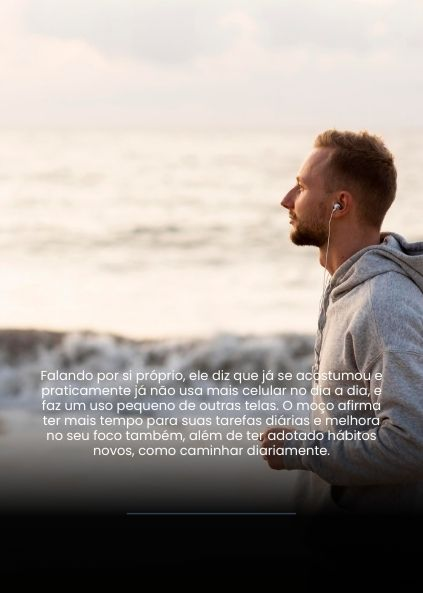 Falando por si próprio, ele diz que já se acostumou e
praticamente já não usa mais celular no dia a dia, e
faz um uso pequeno de outras telas. O moço afirma
ter mais tempo para suas tarefas diárias e melhora
no seu foco também, além de ter adotado hábitos
novos, como caminhar diariamente.